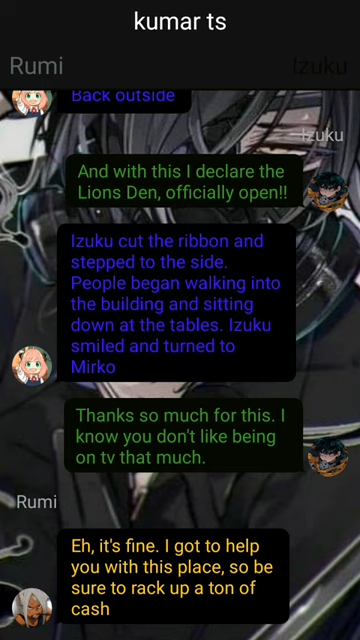 kumar ts
Rumi
Izuku
Back outside
Izuku
And with this I declare the
Lions Den, officially open!!
Izuku cut the ribbon and
stepped to the side.
People began walking into
the building and sitting
down at the tables. Izuku
smiled and turned to
Mirko
Thanks so much for this. I
know you don't like being
on tv that much.
Rumi
Eh, it's fine. I got to help
you with this place, so be
sure to rack up a ton of
cash